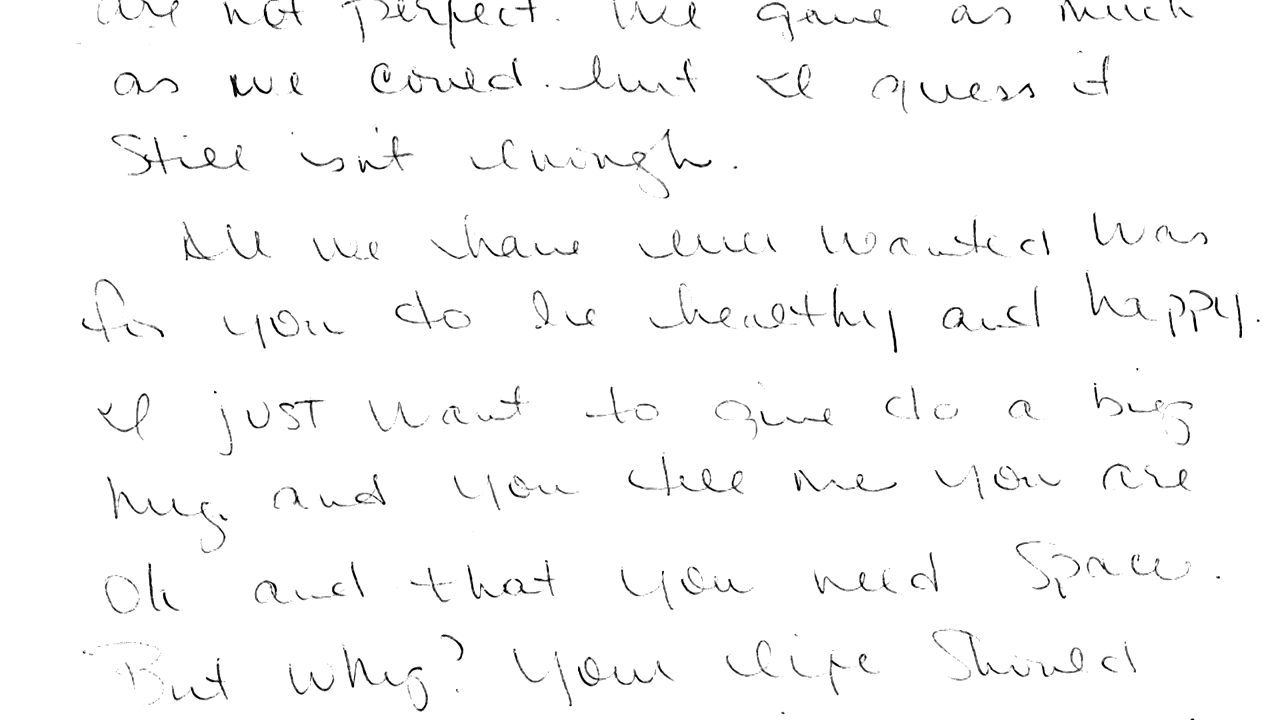 are not perfect. We gave as much
as we could. but I guess it
Still isn't enough.
All we have ever wanted was
for you to be healthy and happy.
I just want to give do a big
hug. and you tell me you are
Ok and that you need Space.
But why? Your life Should